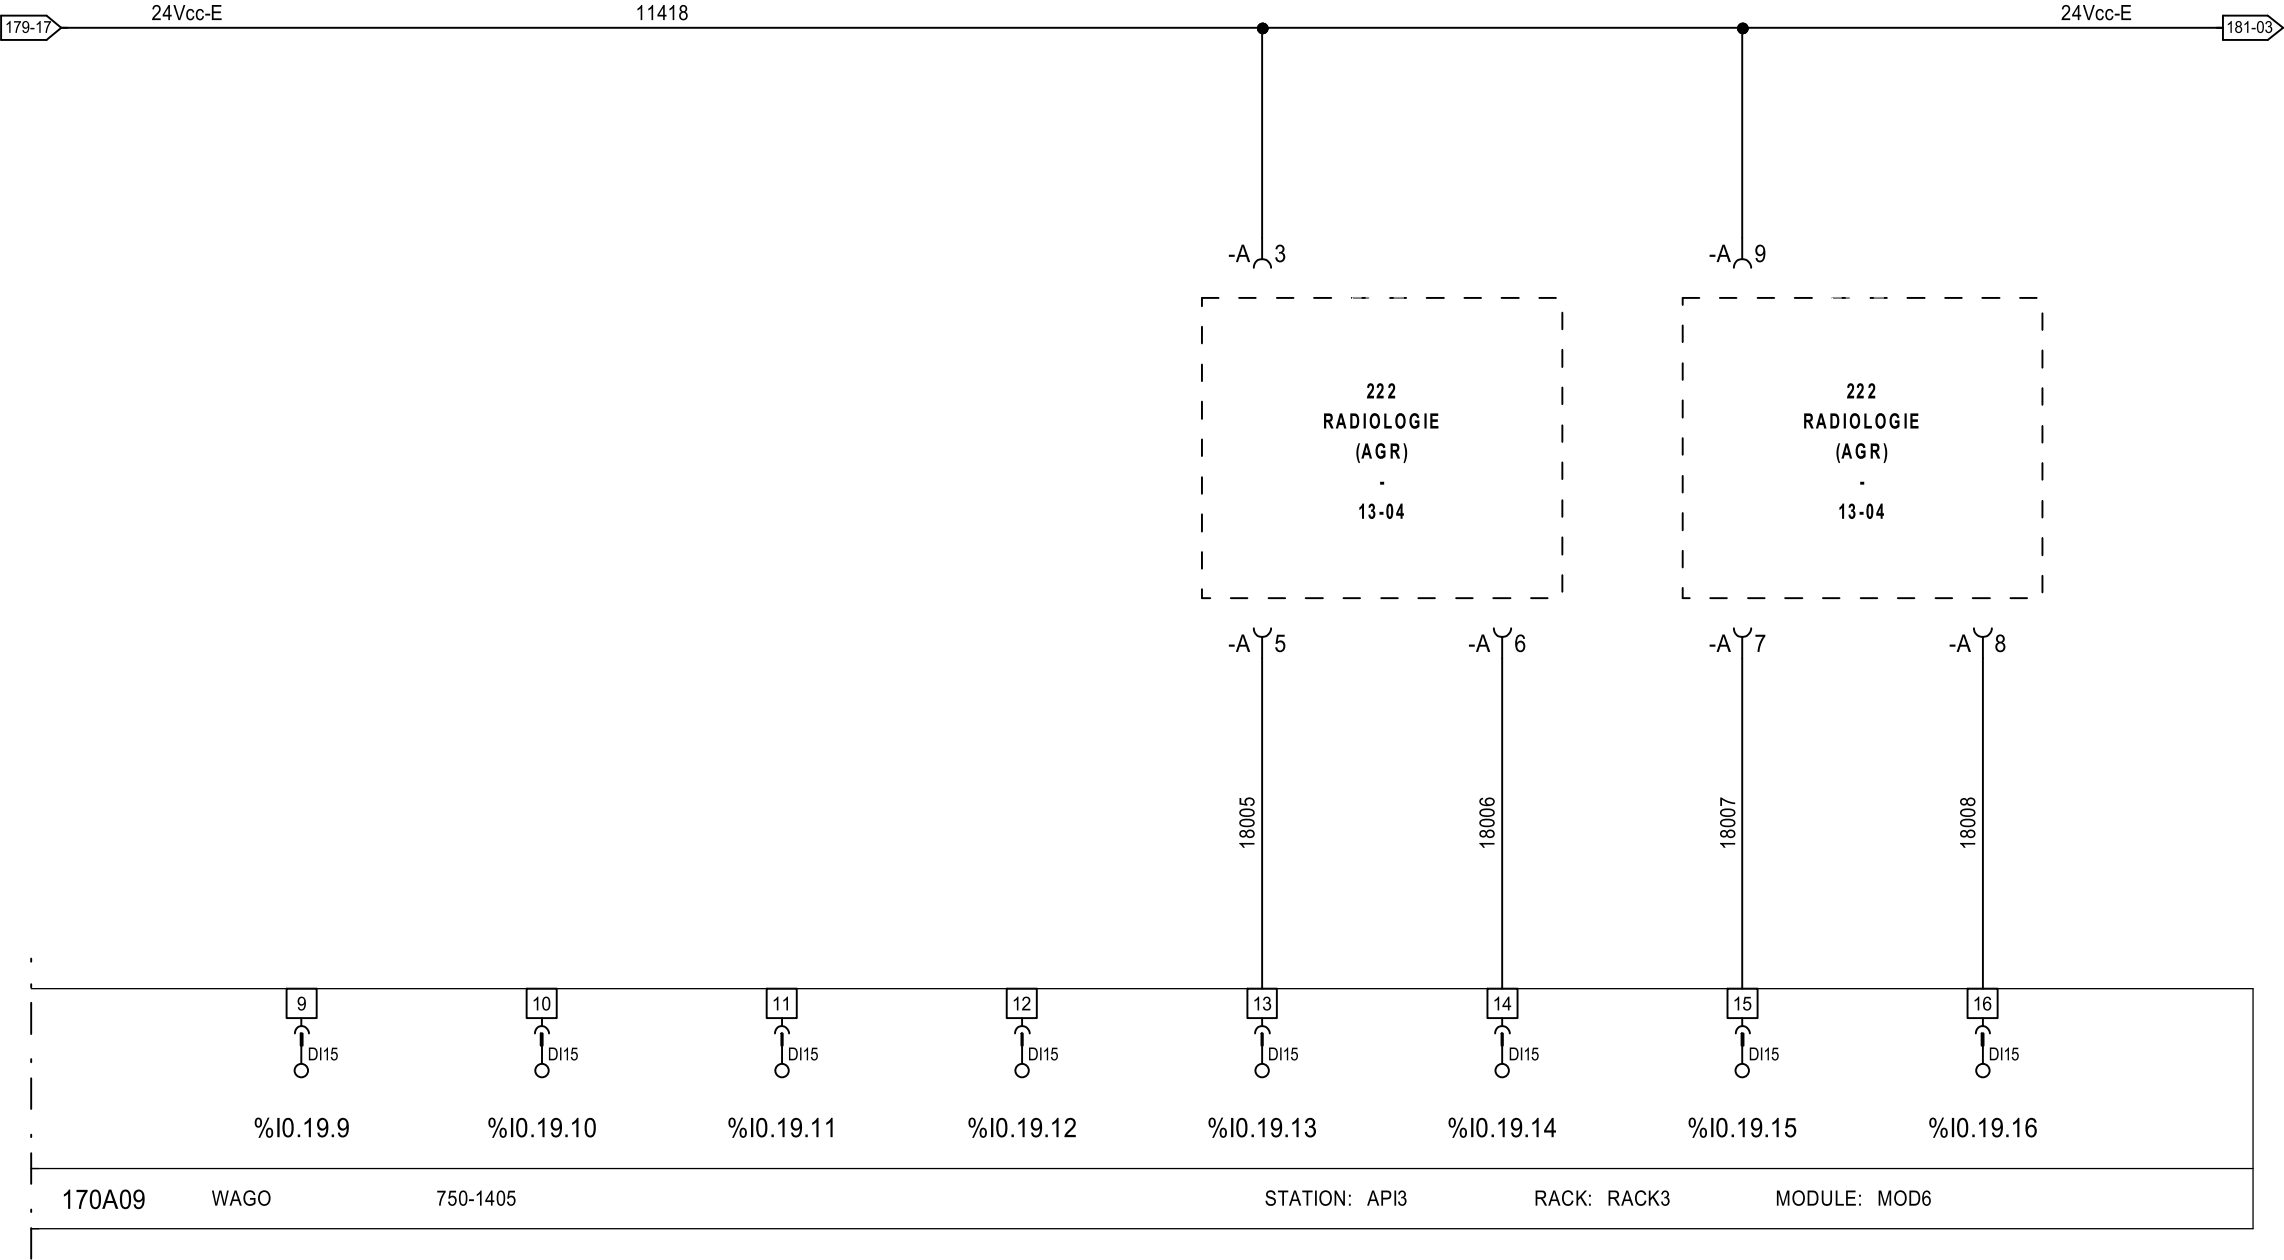 24Vcc-E 11418 24Vcc-E
179-17 181-03
-A 3 -A 9
222 222
RADIOLOGIE RADIOLOGIE
(AGR) (AGR)
- -
13-04 13-04
-A 5 -A 6 -A 7 -A 8
18005 18006 18007 18008
9 10 11 12 13 14 15 16
DI15 DI15 DI15 DI15 DI15 DI15 DI15 DI15
%I0.19.9 %I0.19.10 %I0.19.11 %I0.19.12 %I0.19.13 %I0.19.14 %I0.19.15 %I0.19.16
170A09 WAGO 750-1405 STATION: API3 RACK: RACK3 MODULE: MOD6